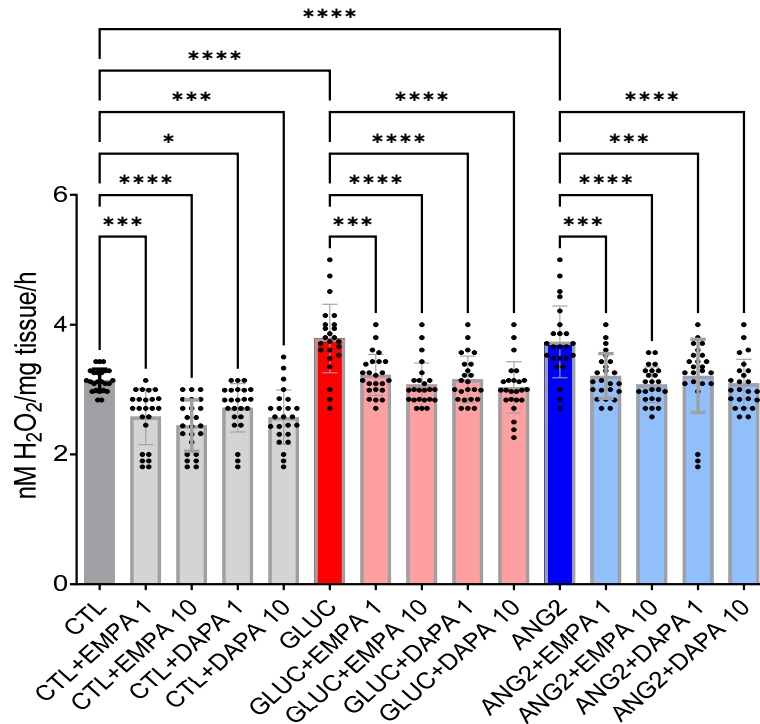 ****
****
*** **** ****
* **** ***
**** **** ****
*** *** ***
6
4
2
0
nM H₂O₂/mg tissue/h
CTL
CTL+EMPA 1
CTL+EMPA 10
CTL+DAPA 1
CTL+DAPA 10
GLUC
GLUC+EMPA 1
GLUC+EMPA 10
GLUC+DAPA 1
GLUC+DAPA 10
ANG2
ANG2+EMPA 1
ANG2+EMPA 10
ANG2+DAPA 1
ANG2+DAPA 10